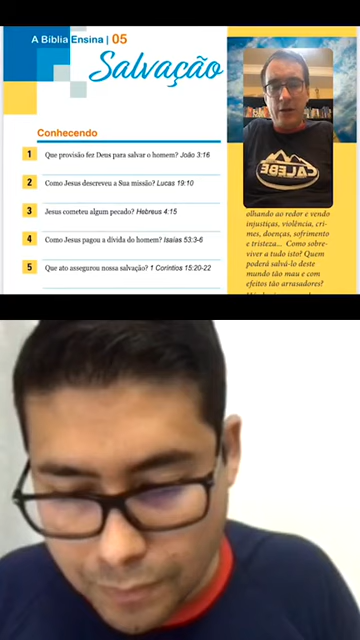 A Bíblia Ensina | 05
Salvação
Conhecendo
1 Que provisão fez Deus para salvar o homem? João 3:16
2 Como Jesus descreveu a Sua missão? Lucas 19:10
3 Jesus cometeu algum pecado? Hebreus 4:15
4 Como Jesus pagou a dívida do homem? Isaías 53:3-6
5 Que ato assegurou nossa salvação? 1 Coríntios 15:20-22
CALEBE
olhando ao redor e vendo
injustiças, violência, cri-
mes, doenças, sofrimento
e tristeza... Como sobre-
viver a tudo isto? Quem
poderá salvá-lo deste
mundo tão mau e com
efeitos tão arrasadores?